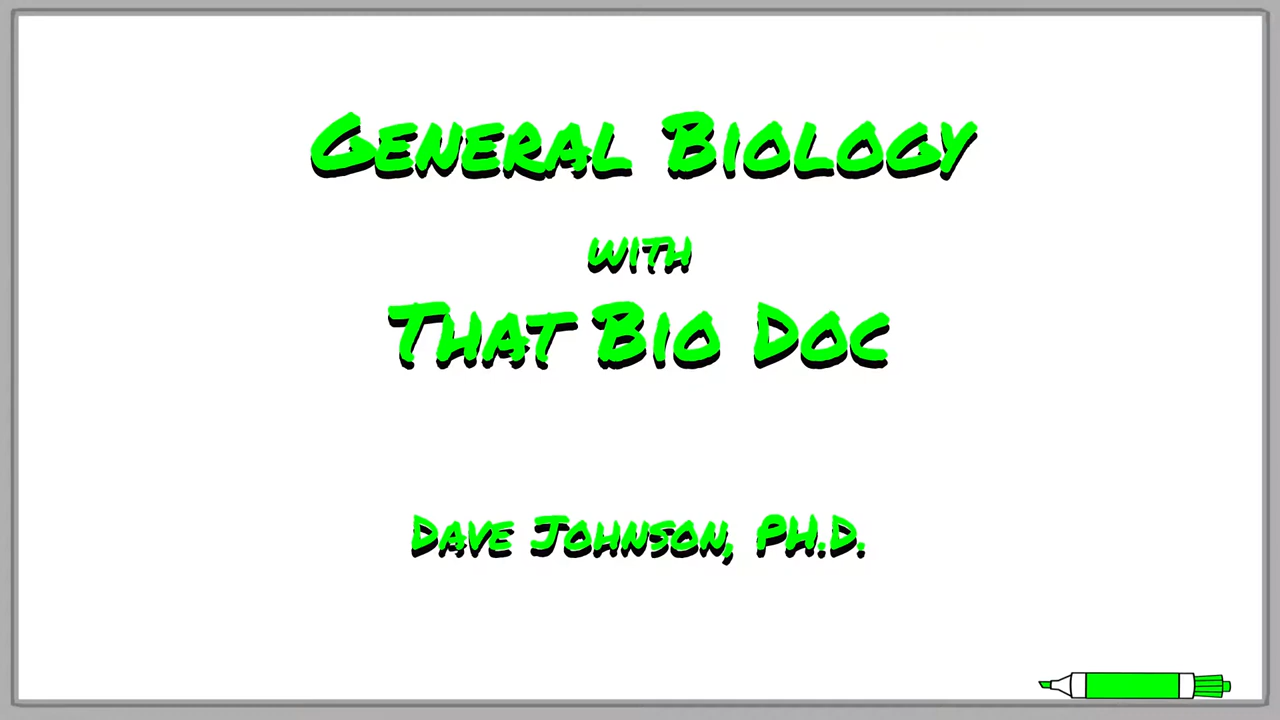 General Biology
with
That Bio Doc
Dave Johnson, PH.D.